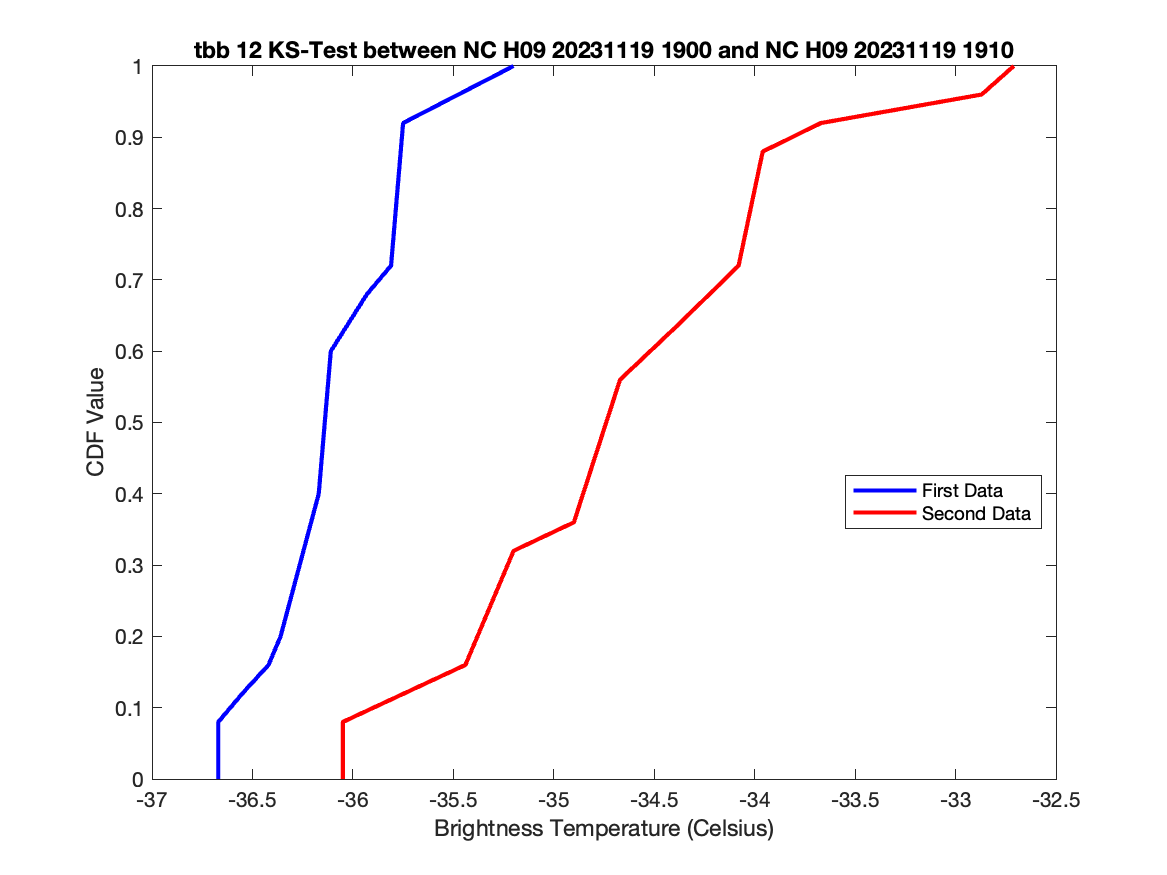 tbb 12 KS-Test between NC H09 20231119 1900 and NC H09 20231119 1910
1
0.9
0.8
0.7
0.6
0.5
0.4
0.3
0.2
0.1
0
CDF Value
First Data
Second Data
-37 -36.5 -36 -35.5 -35 -34.5 -34 -33.5 -33 -32.5
Brightness Temperature (Celsius)